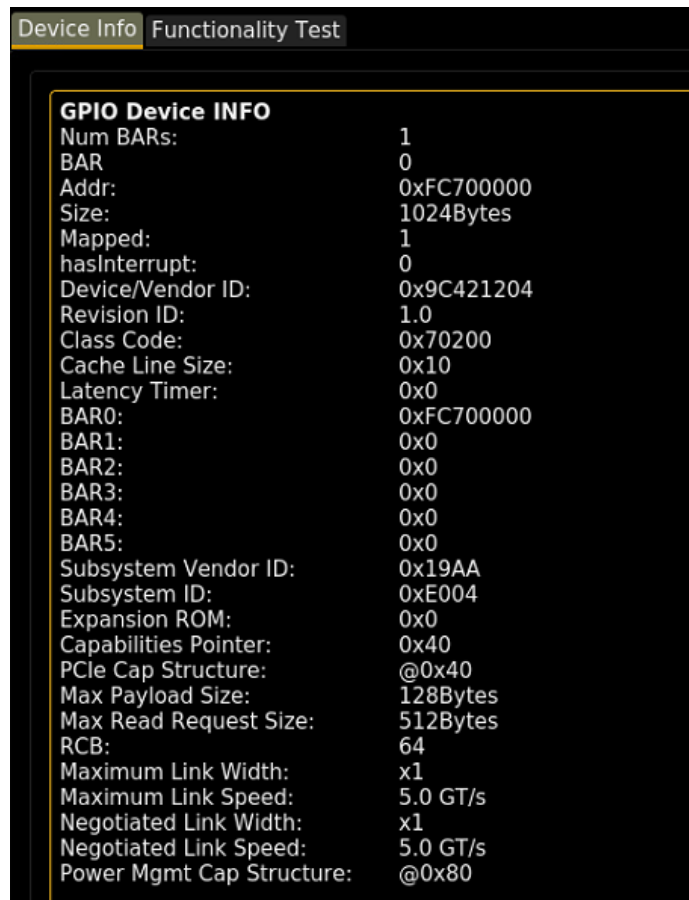 Device Info Functionality Test
GPIO Device INFO
Num BARs: 1
BAR 0
Addr: 0xFC700000
Size: 1024Bytes
Mapped: 1
hasInterrupt: 0
Device/Vendor ID: 0x9C421204
Revision ID: 1.0
Class Code: 0x70200
Cache Line Size: 0x10
Latency Timer: 0x0
BAR0: 0xFC700000
BAR1: 0x0
BAR2: 0x0
BAR3: 0x0
BAR4: 0x0
BAR5: 0x0
Subsystem Vendor ID: 0x19AA
Subsystem ID: 0xE004
Expansion ROM: 0x0
Capabilities Pointer: 0x40
PCIe Cap Structure: @0x40
Max Payload Size: 128Bytes
Max Read Request Size: 512Bytes
RCB: 64
Maximum Link Width: x1
Maximum Link Speed: 5.0 GT/s
Negotiated Link Width: x1
Negotiated Link Speed: 5.0 GT/s
Power Mgmt Cap Structure: @0x80